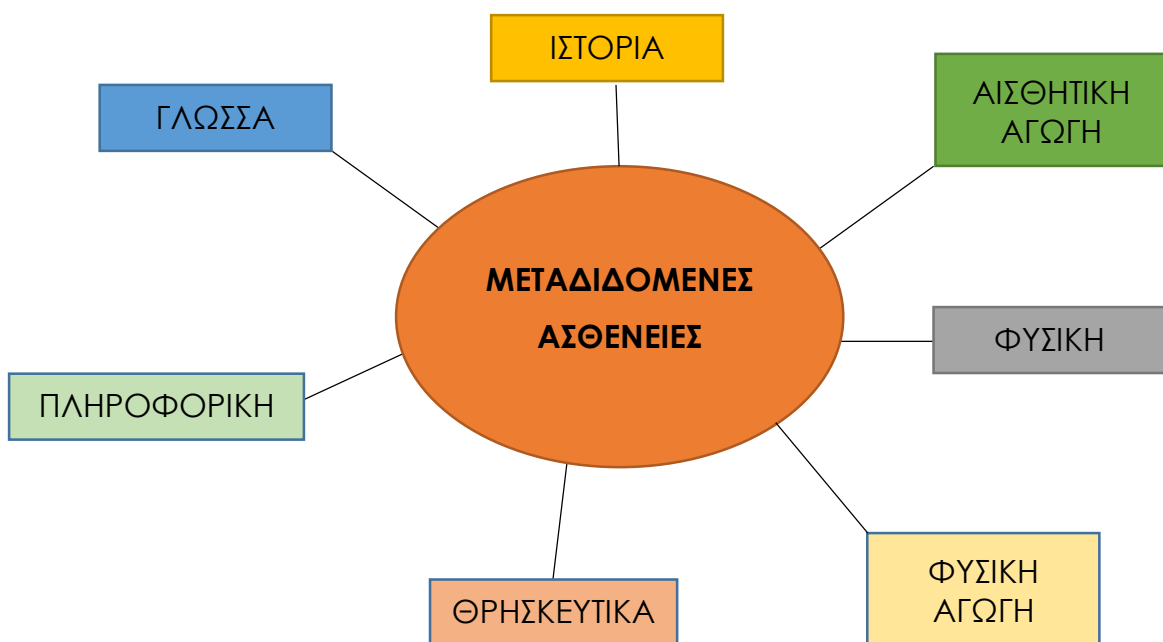 ΙΣΤΟΡΙΑ
ΓΛΩΣΣΑ
ΑΙΣΘΗΤΙΚΗ
ΑΓΩΓΗ
ΜΕΤΑΔΙΔΟΜΕΝΕΣ
ΑΣΘΕΝΕΙΕΣ
ΦΥΣΙΚΗ
ΠΛΗΡΟΦΟΡΙΚΗ
ΦΥΣΙΚΗ
ΑΓΩΓΗ
ΘΡΗΣΚΕΥΤΙΚΑ